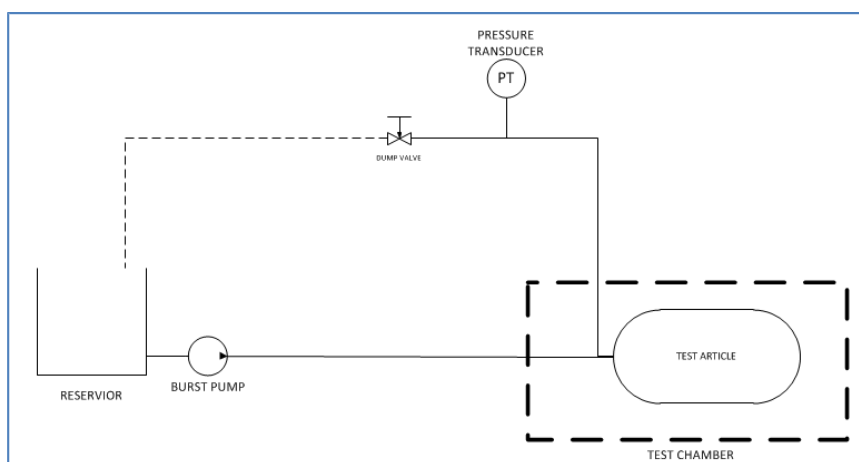 PRESSURE
TRANSDUCER
PT
DUMP VALVE
TEST ARTICLE
BURST PUMP
RESERVIOR
TEST CHAMBER